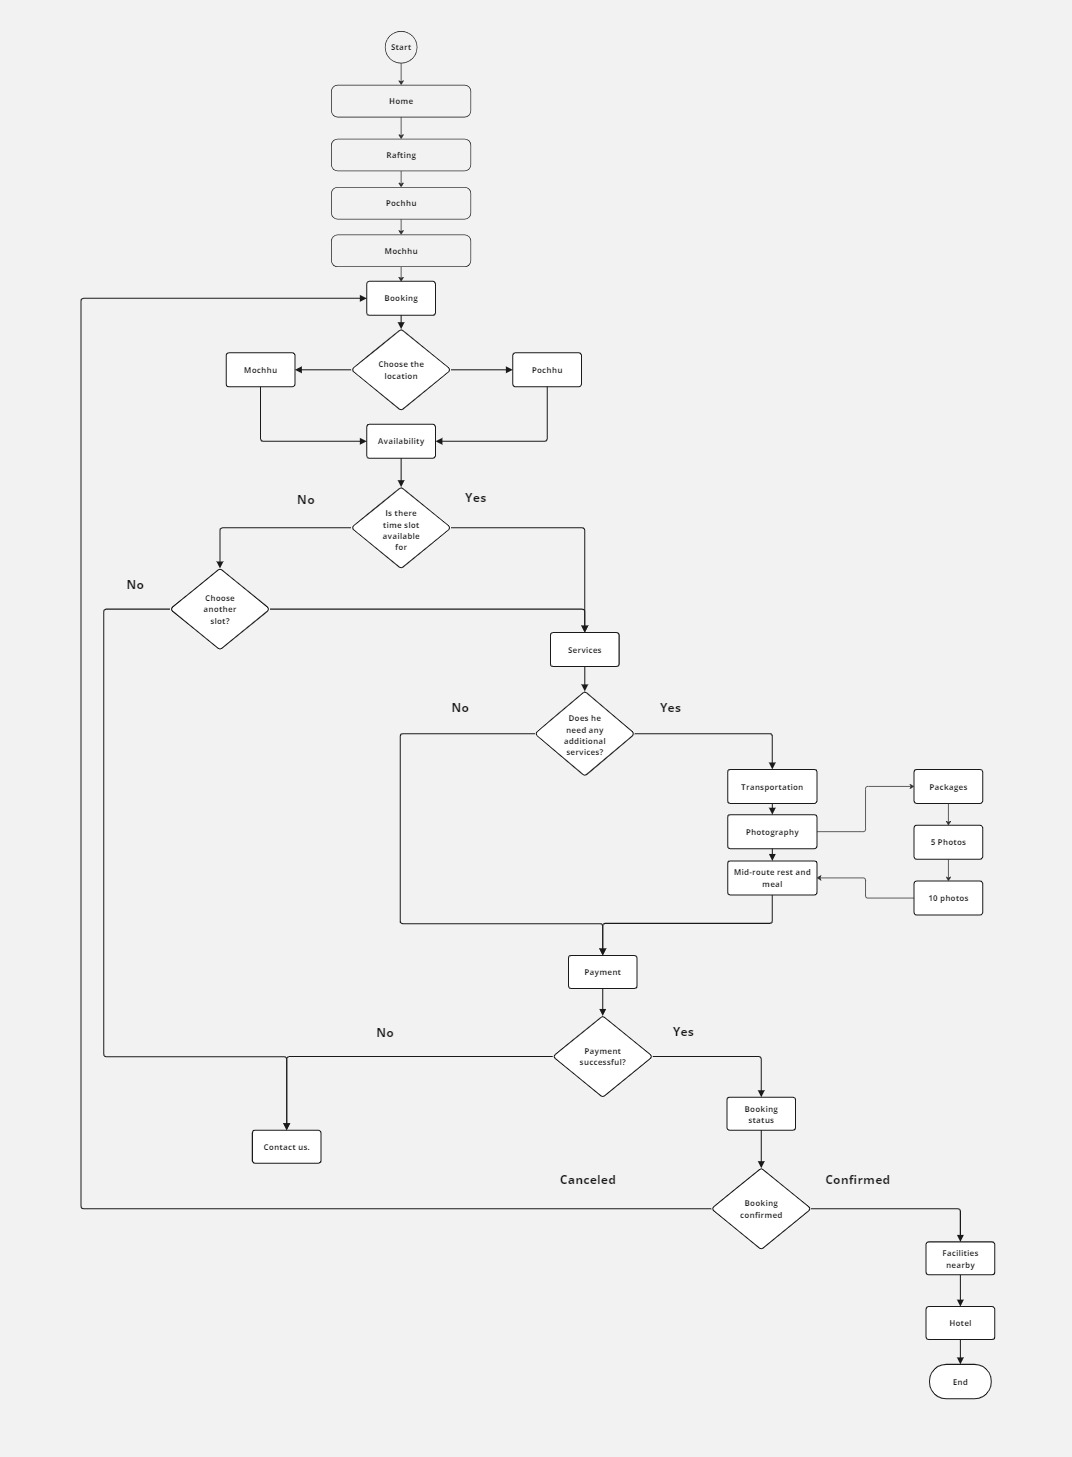 Start
Home
Rafting
Pochhu
Mochhu
Booking
Choose the
location
Mochhu
Pochhu
Availability
No
Yes
Is there
time slot
available
for
No
Choose
another
slot?
Services
No
Yes
Does he
need any
additional
services?
Transportation
Packages
Photography
5 Photos
Mid-route rest and
meal
10 photos
Payment
No
Yes
Payment
successful?
Booking
status
Contact us.
Canceled
Confirmed
Booking
confirmed
Facilities
nearby
Hotel
End